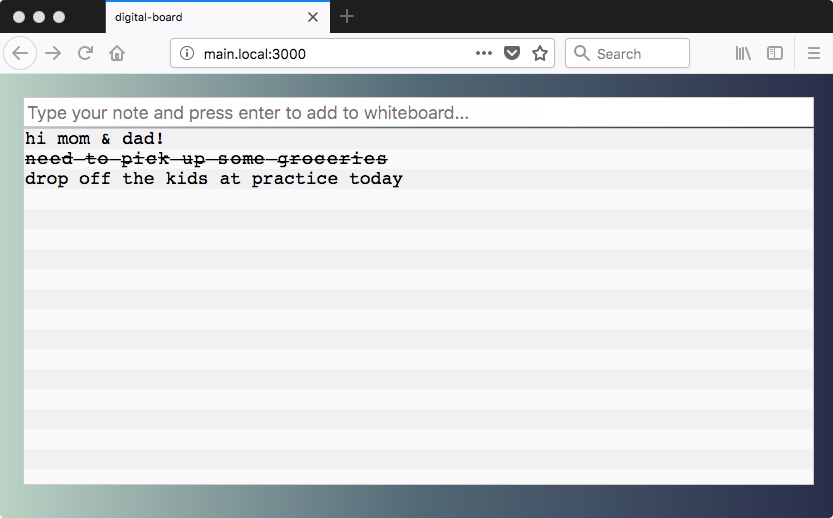 digital-board
main.local:3000
Search
Type your note and press enter to add to whiteboard...
hi mom & dad!
need to pick up some groceries
drop off the kids at practice today